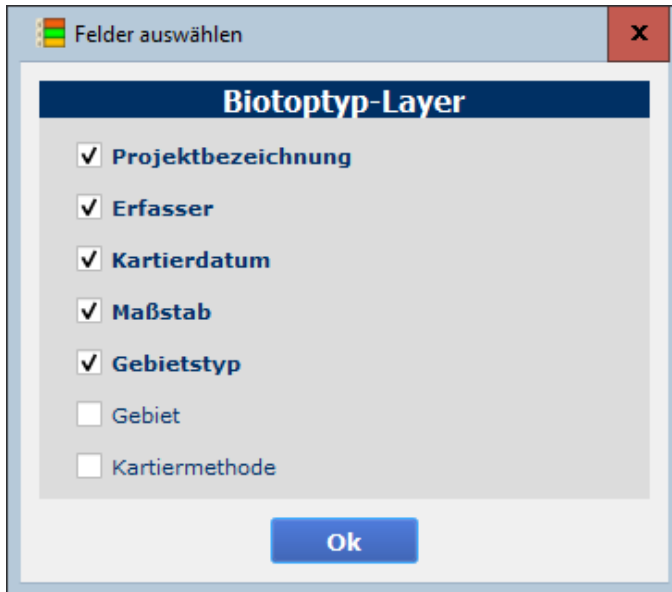 Felder auswählen
x
Biotoptyp-Layer
Projektbezeichnung
Erfasser
Kartierdatum
Maßstab
Gebietstyp
Gebiet
Kartiermethode
Ok